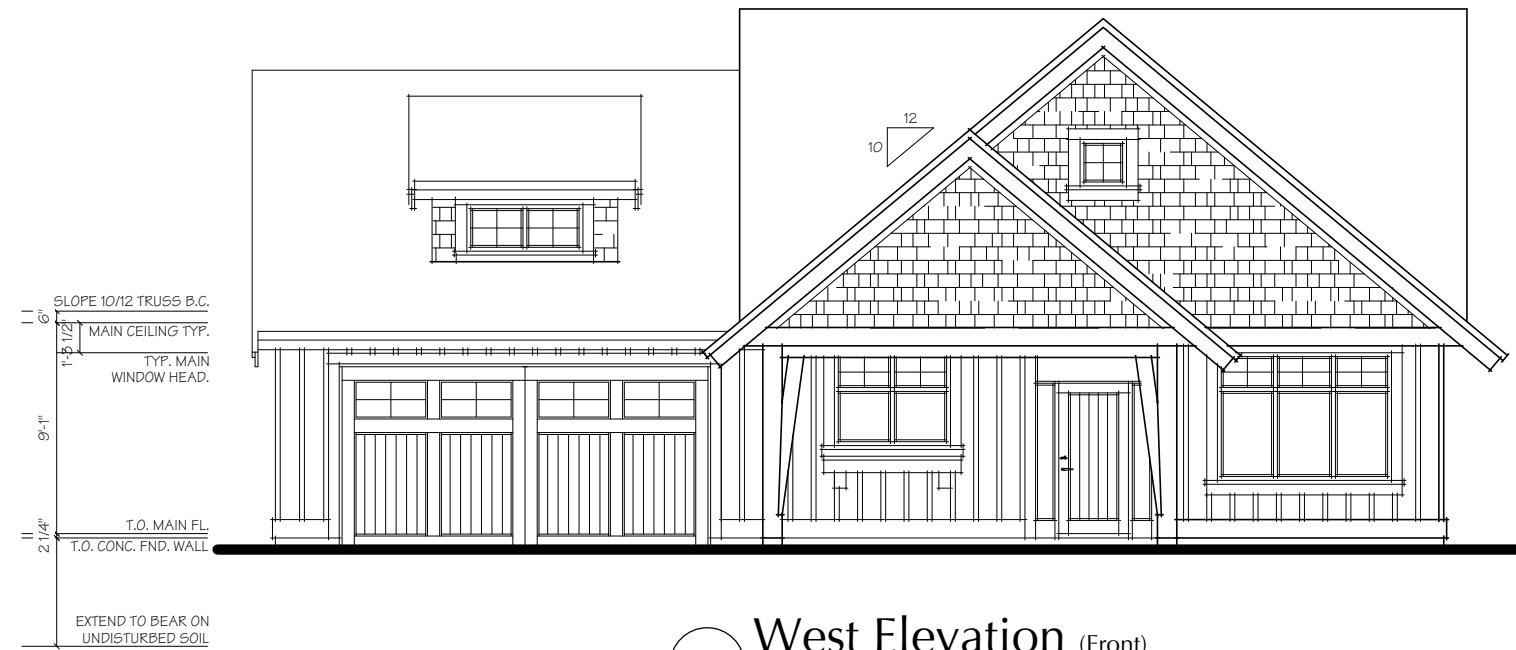 12
10
SLOPE 10/12 TRUSS B.C.
6"
MAIN CEILING TYP.
1'-3 1/2"
TYP. MAIN
WINDOW HEAD.
9'-1"
T.O. MAIN FL.
2 1/4"
T.O. CONC. FND. WALL
EXTEND TO BEAR ON
UNDISTURBED SOIL
West Elevation (Front)